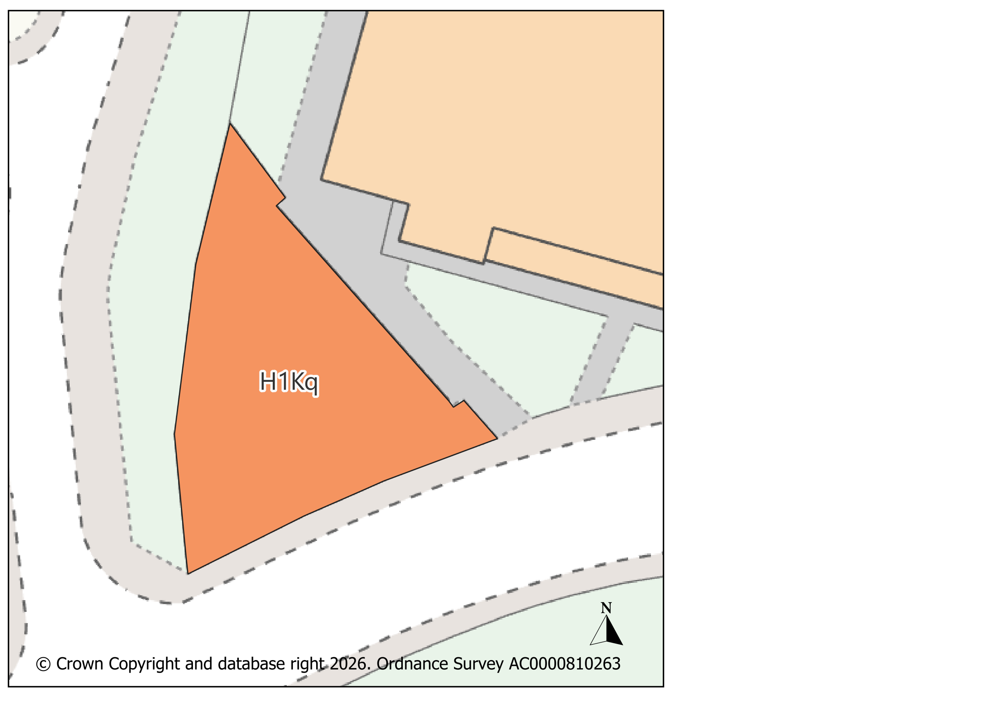 H1Kq
N
© Crown Copyright and database right 2026. Ordnance Survey AC0000810263